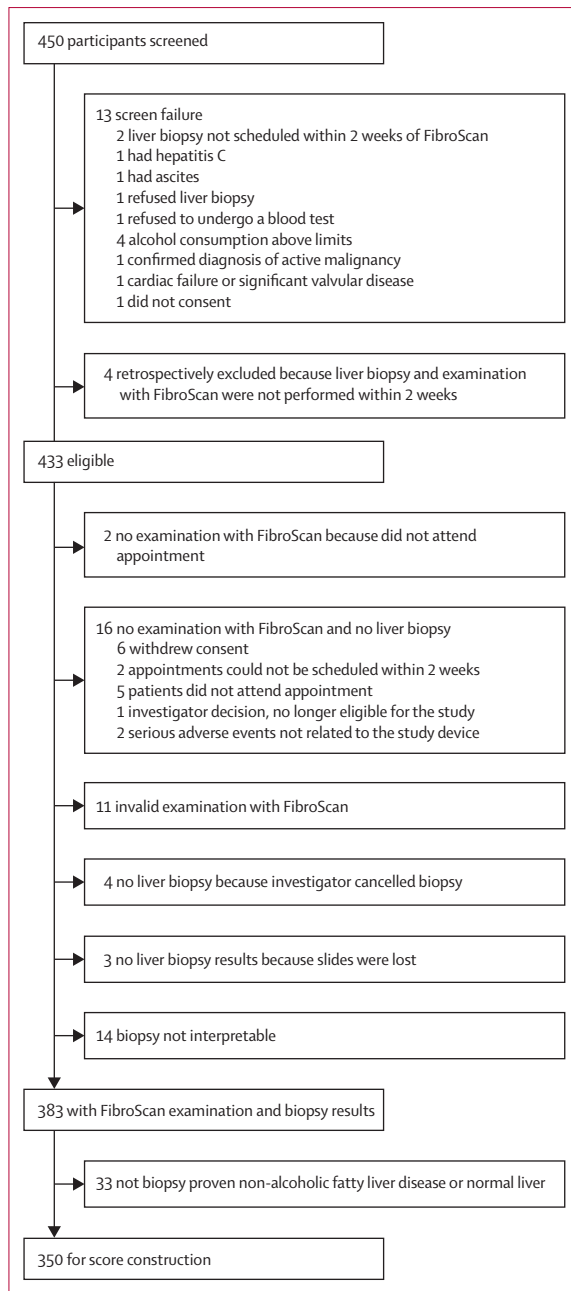 450 participants screened
13 screen failure
2 liver biopsy not scheduled within 2 weeks of FibroScan
1 had hepatitis C
1 had ascites
1 refused liver biopsy
1 refused to undergo a blood test
4 alcohol consumption above limits
1 confirmed diagnosis of active malignancy
1 cardiac failure or significant valvular disease
1 did not consent
4 retrospectively excluded because liver biopsy and examination
with FibroScan were not performed within 2 weeks
433 eligible
2 no examination with FibroScan because did not attend
appointment
16 no examination with FibroScan and no liver biopsy
6 withdrew consent
2 appointments could not be scheduled within 2 weeks
5 patients did not attend appointment
1 investigator decision, no longer eligible for the study
2 serious adverse events not related to the study device
11 invalid examination with FibroScan
4 no liver biopsy because investigator cancelled biopsy
3 no liver biopsy results because slides were lost
14 biopsy not interpretable
383 with FibroScan examination and biopsy results
33 not biopsy proven non-alcoholic fatty liver disease or normal liver
350 for score construction